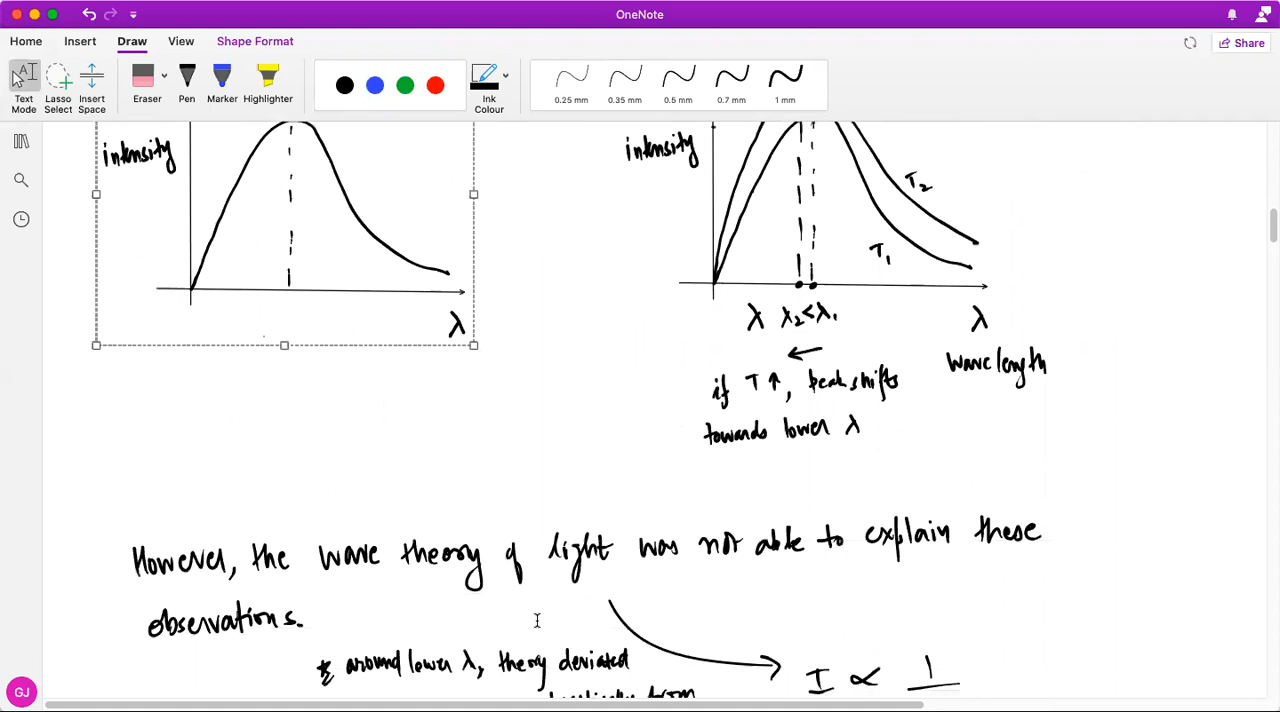 OneNote
Home Insert Draw View Shape Format
Share
Text Mode
Lasso Select
Insert Space
Eraser
Pen
Marker
Highlighter
Ink Colour
0.25 mm 0.35 mm 0.5 mm 0.7 mm 1 mm
intensity
λ
intensity
T2
T1
λ λ2<λ1 λ
wavelength
if T↑, peak shifts
towards lower λ
However, the wave theory of light was not able to explain these
observations.
* around lower λ, theory deviated
from
I ∝ 1
GJ